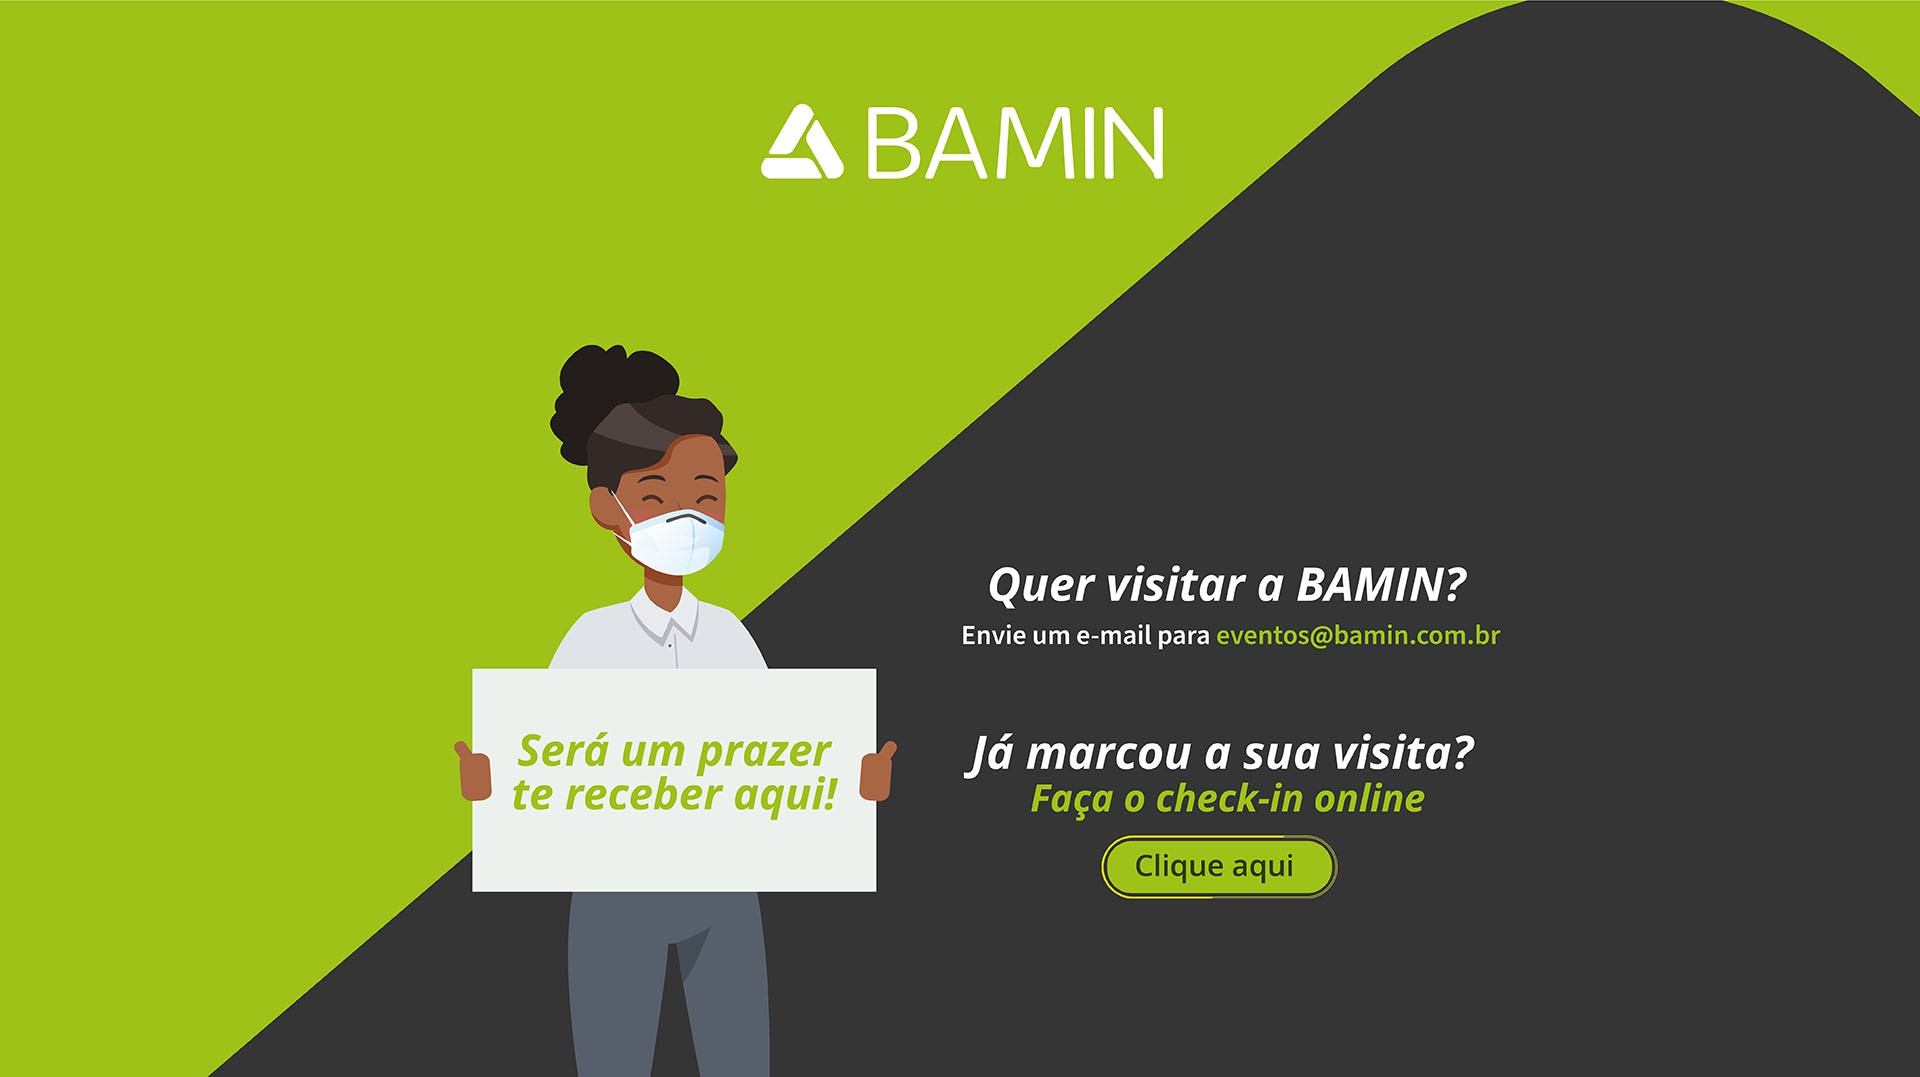 BAMIN
Quer visitar a BAMIN?
Envie um e-mail para eventos@bamin.com.br
Será um prazer
te receber aqui!
Já marcou a sua visita?
Faça o check-in online
Clique aqui